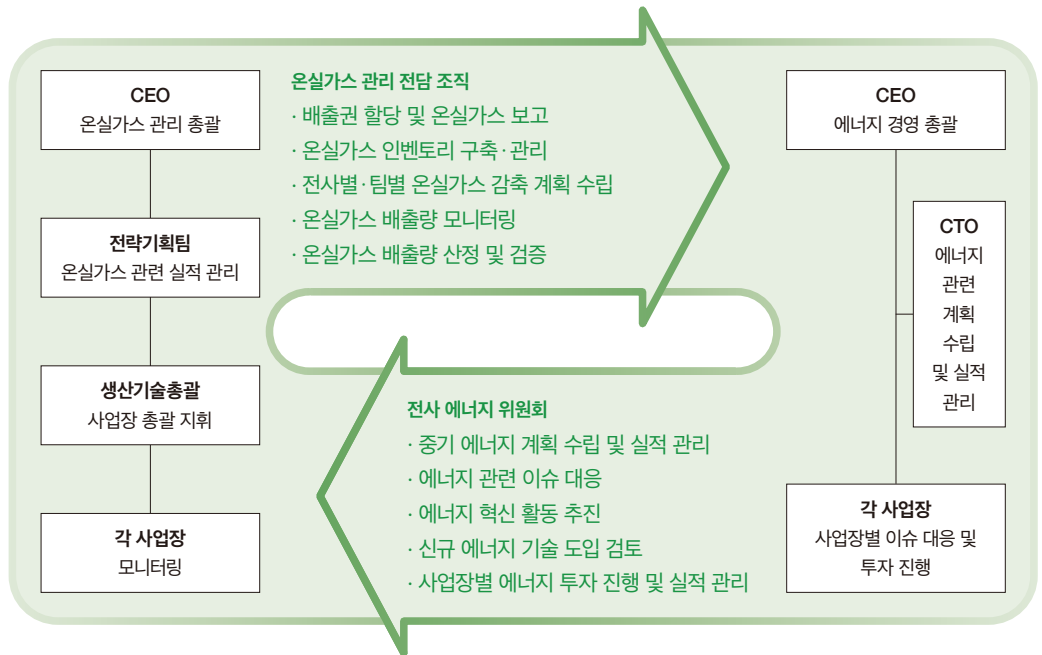 CEO
온실가스 관리 총괄
전략기획팀
온실가스 관련 실적 관리
생산기술총괄
사업장 총괄 지휘
각 사업장
모니터링
온실가스 관리 전담 조직
· 배출권 할당 및 온실가스 보고
· 온실가스 인벤토리 구축·관리
· 전사별·팀별 온실가스 감축 계획 수립
· 온실가스 배출량 모니터링
· 온실가스 배출량 산정 및 검증
전사 에너지 위원회
· 중기 에너지 계획 수립 및 실적 관리
· 에너지 관련 이슈 대응
· 에너지 혁신 활동 추진
· 신규 에너지 기술 도입 검토
· 사업장별 에너지 투자 진행 및 실적 관리
CEO
에너지 경영 총괄
CTO
에너지
관련
계획
수립
및 실적
관리
각 사업장
사업장별 이슈 대응 및
투자 진행